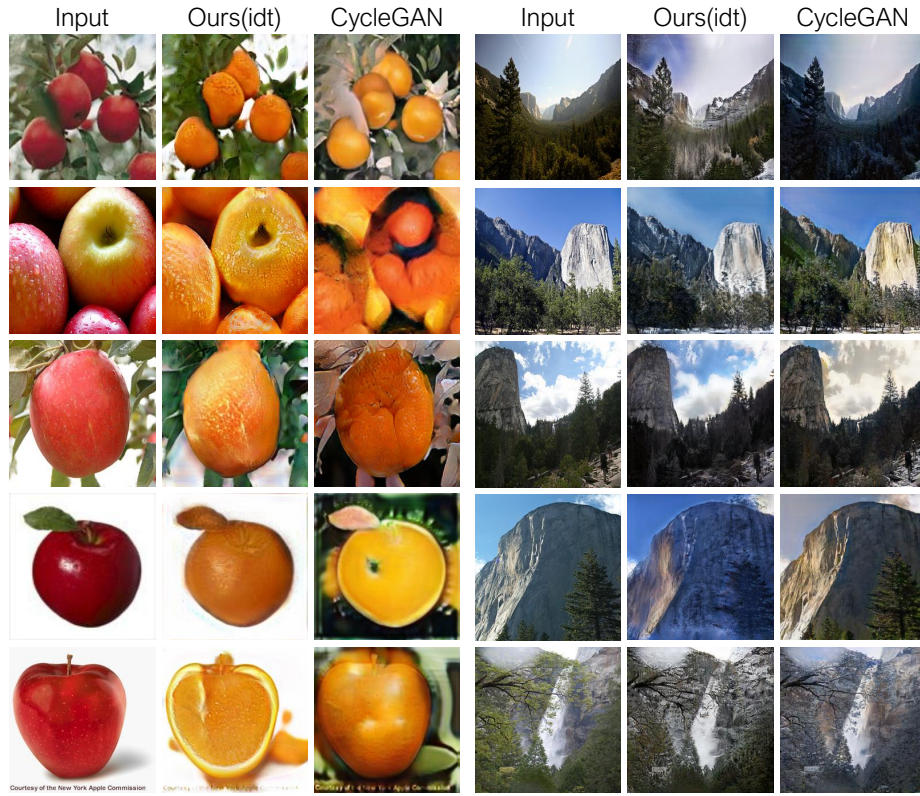 Input Ours(idt) CycleGAN Input Ours(idt) CycleGAN
Courtesy of the New York Apple Commission